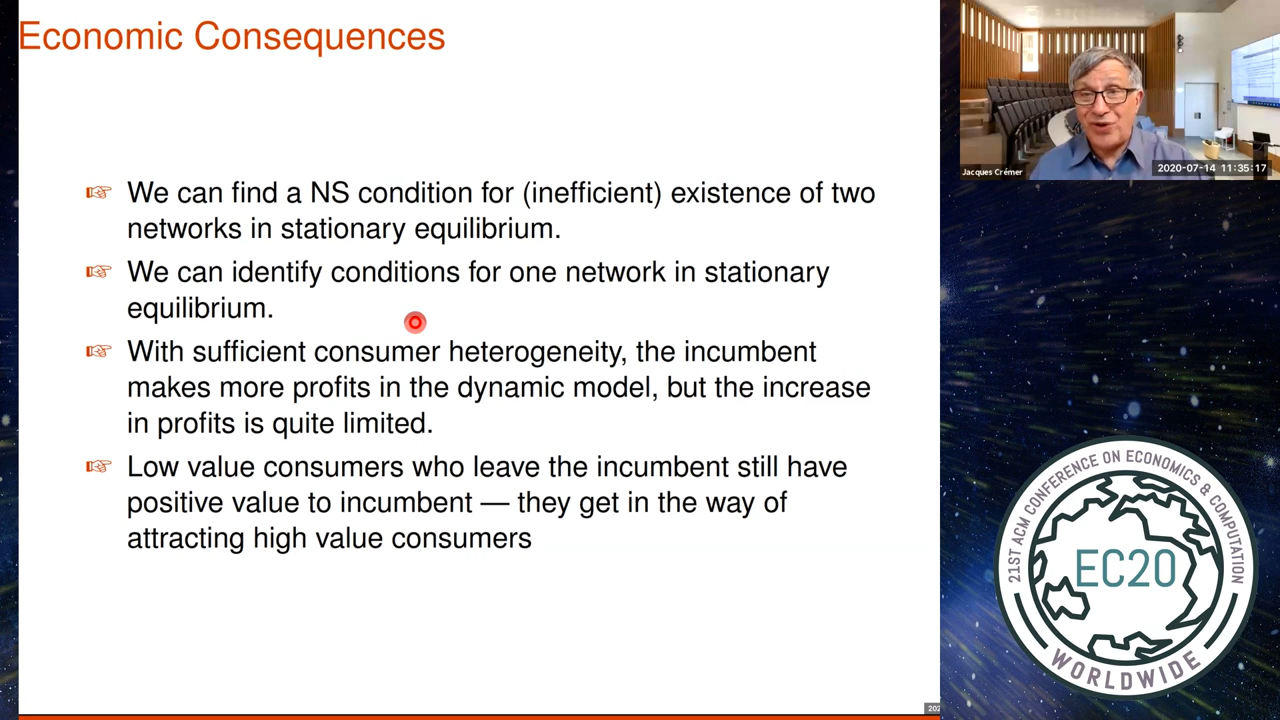 Economic Consequences
We can find a NS condition for (inefficient) existence of two
networks in stationary equilibrium.
We can identify conditions for one network in stationary
equilibrium.
With sufficient consumer heterogeneity, the incumbent
makes more profits in the dynamic model, but the increase
in profits is quite limited.
Low value consumers who leave the incumbent still have
positive value to incumbent — they get in the way of
attracting high value consumers
Jacques Crémer
2020-07-14 11:35:17
21ST ACM CONFERENCE ON ECONOMICS & COMPUTATION
EC20
WORLDWIDE